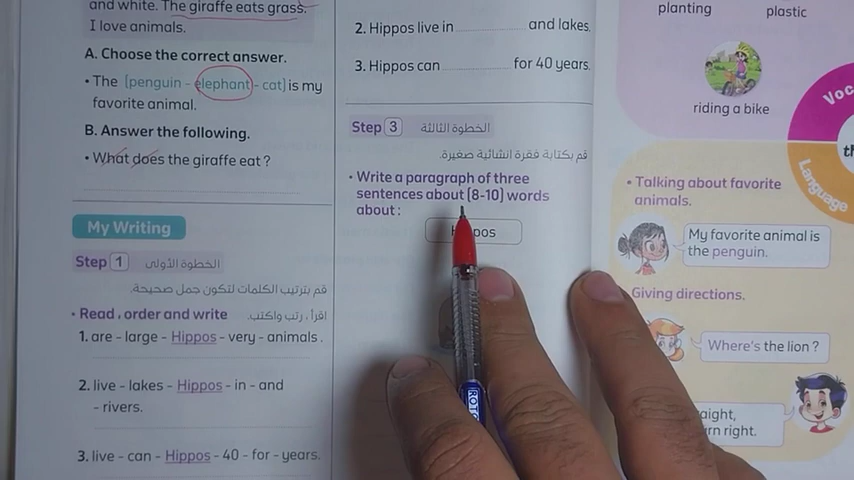 and white. The giraffe eats grass.
I love animals.
A. Choose the correct answer.
• The [penguin - elephant - cat] is my
favorite animal.
B. Answer the following.
• What does the giraffe eat ?
My Writing
Step 1 الخطوة الأولى
قم بترتيب الكلمات لتكون جمل صحيحة.
• Read ، order and write اقرأ ، رتب واكتب.
1. are - large - Hippos - very - animals .
2. live - lakes - Hippos - in - and
- rivers.
3. live - can - Hippos - 40 - for - years.
2. Hippos live in and lakes.
3. Hippos can for 40 years.
Step 3 الخطوة الثالثة
قم بكتابة فقرة انشائية صغيرة.
• Write a paragraph of three
sentences about [8-10] words
about :
planting
plastic
riding a bike
Language
• Talking about favorite
animals.
My favorite animal is
the penguin.
Giving directions.
Where's the lion ?
right.